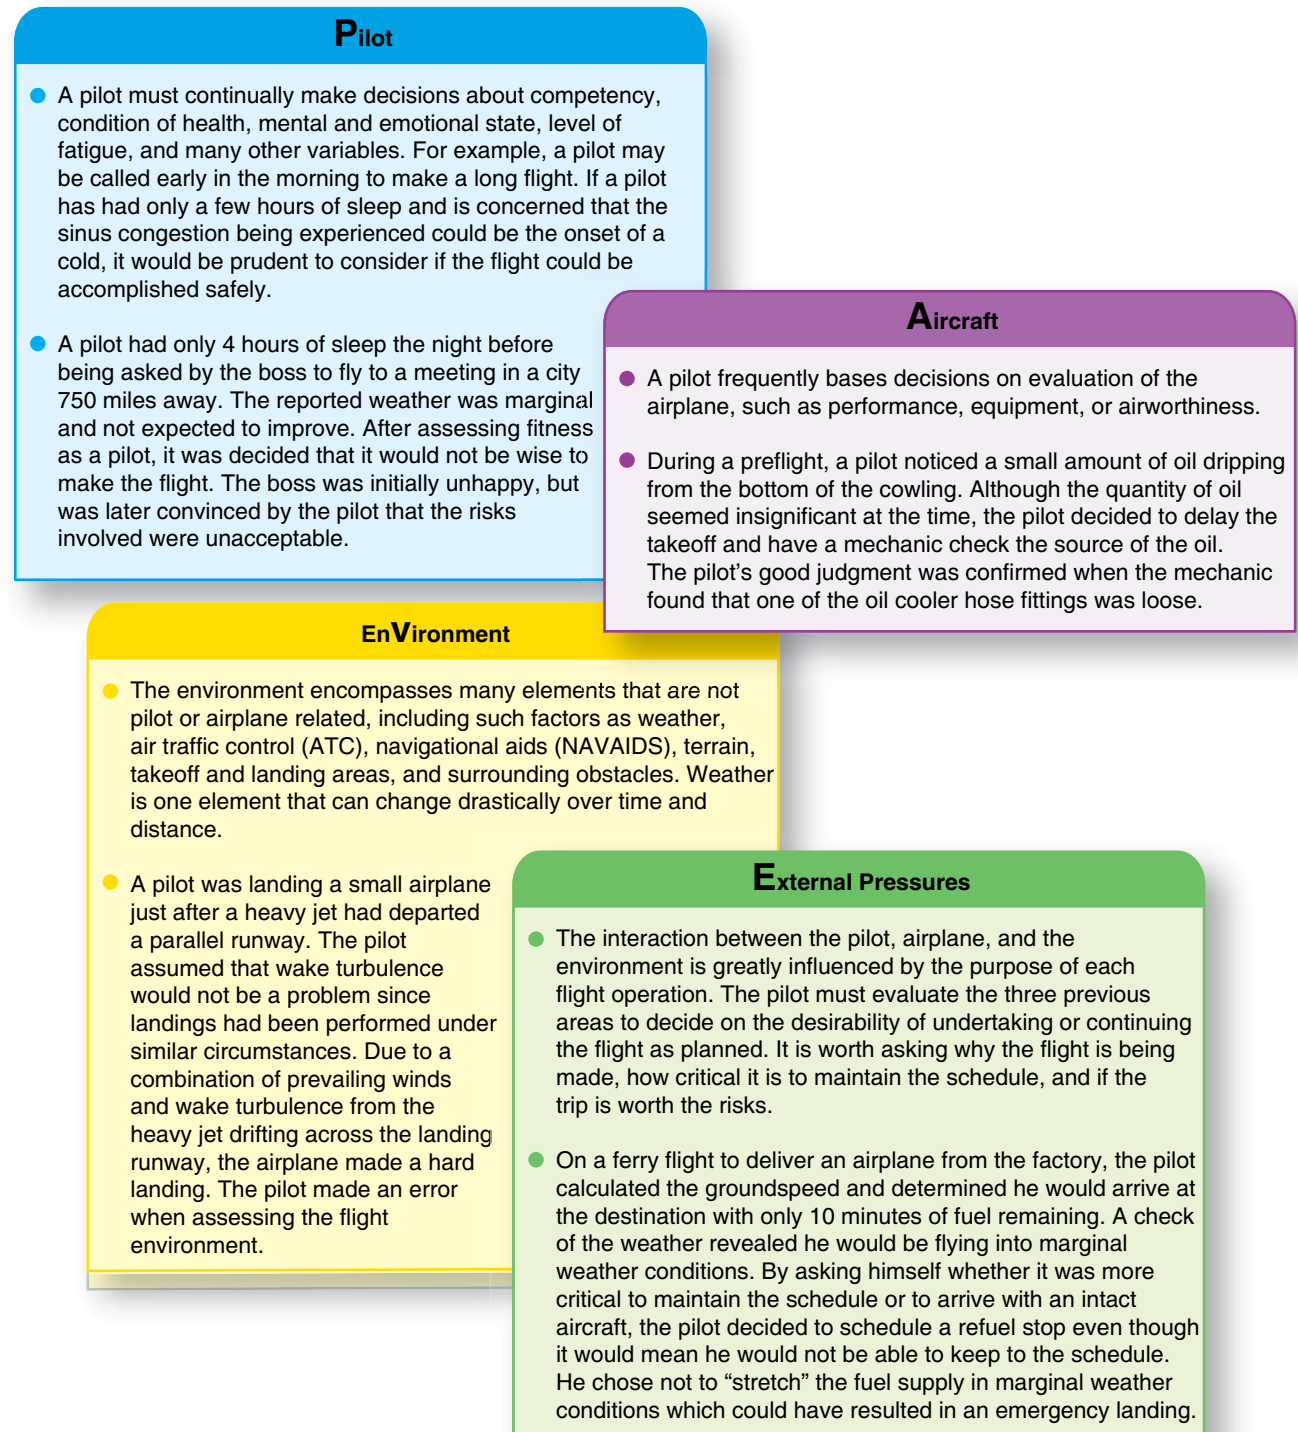 Pilot
A pilot must continually make decisions about competency,
condition of health, mental and emotional state, level of
fatigue, and many other variables. For example, a pilot may
be called early in the morning to make a long flight. If a pilot
has had only a few hours of sleep and is concerned that the
sinus congestion being experienced could be the onset of a
cold, it would be prudent to consider if the flight could be
accomplished safely.
A pilot had only 4 hours of sleep the night before
being asked by the boss to fly to a meeting in a city
750 miles away. The reported weather was marginal
and not expected to improve. After assessing fitness
as a pilot, it was decided that it would not be wise to
make the flight. The boss was initially unhappy, but
was later convinced by the pilot that the risks
involved were unacceptable.
Aircraft
A pilot frequently bases decisions on evaluation of the
airplane, such as performance, equipment, or airworthiness.
During a preflight, a pilot noticed a small amount of oil dripping
from the bottom of the cowling. Although the quantity of oil
seemed insignificant at the time, the pilot decided to delay the
takeoff and have a mechanic check the source of the oil.
The pilot's good judgment was confirmed when the mechanic
found that one of the oil cooler hose fittings was loose.
EnVironment
The environment encompasses many elements that are not
pilot or airplane related, including such factors as weather,
air traffic control (ATC), navigational aids (NAVAIDS), terrain,
takeoff and landing areas, and surrounding obstacles. Weather
is one element that can change drastically over time and
distance.
A pilot was landing a small airplane
just after a heavy jet had departed
a parallel runway. The pilot
assumed that wake turbulence
would not be a problem since
landings had been performed under
similar circumstances. Due to a
combination of prevailing winds
and wake turbulence from the
heavy jet drifting across the landing
runway, the airplane made a hard
landing. The pilot made an error
when assessing the flight
environment.
External Pressures
The interaction between the pilot, airplane, and the
environment is greatly influenced by the purpose of each
flight operation. The pilot must evaluate the three previous
areas to decide on the desirability of undertaking or continuing
the flight as planned. It is worth asking why the flight is being
made, how critical it is to maintain the schedule, and if the
trip is worth the risks.
On a ferry flight to deliver an airplane from the factory, the pilot
calculated the groundspeed and determined he would arrive at
the destination with only 10 minutes of fuel remaining. A check
of the weather revealed he would be flying into marginal
weather conditions. By asking himself whether it was more
critical to maintain the schedule or to arrive with an intact
aircraft, the pilot decided to schedule a refuel stop even though
it would mean he would not be able to keep to the schedule.
He chose not to “stretch” the fuel supply in marginal weather
conditions which could have resulted in an emergency landing.